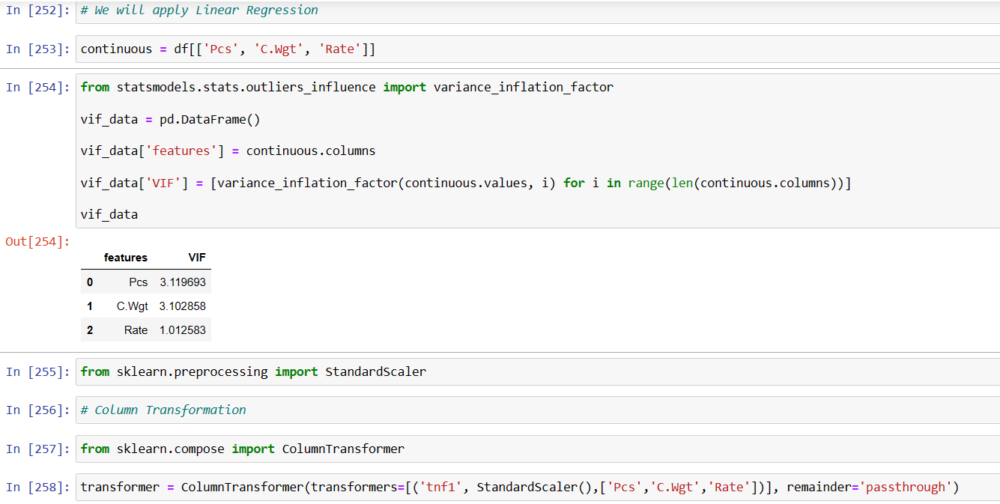 In [252]: # We will apply Linear Regression
In [253]: continuous = df[['Pcs', 'C.Wgt', 'Rate']]
In [254]: from statsmodels.stats.outliers_influence import variance_inflation_factor
vif_data = pd.DataFrame()
vif_data['features'] = continuous.columns
vif_data['VIF'] = [variance_inflation_factor(continuous.values, i) for i in range(len(continuous.columns))]
vif_data
Out[254]:
features VIF
0 Pcs 3.119693
1 C.Wgt 3.102858
2 Rate 1.012583
In [255]: from sklearn.preprocessing import StandardScaler
In [256]: # Column Transformation
In [257]: from sklearn.compose import ColumnTransformer
In [258]: transformer = ColumnTransformer(transformers=[('tnf1', StandardScaler(),['Pcs','C.Wgt','Rate'])], remainder='passthrough')